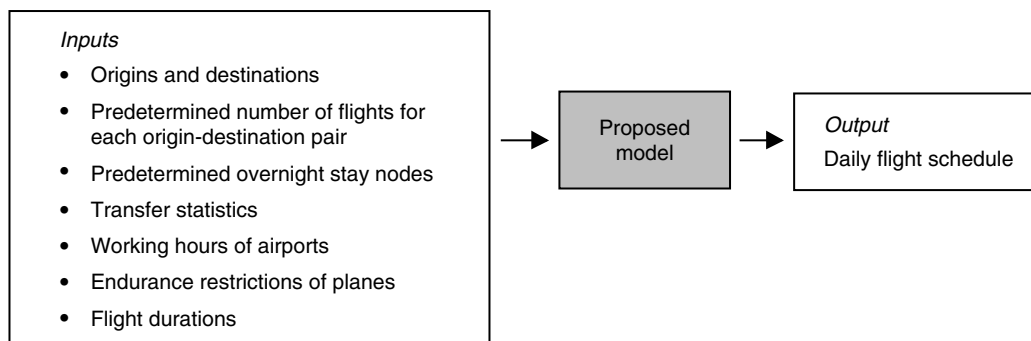 Inputs
• Origins and destinations
• Predetermined number of flights for
each origin-destination pair
• Predetermined overnight stay nodes
• Transfer statistics
• Working hours of airports
• Endurance restrictions of planes
• Flight durations
Proposed
model
Output
Daily flight schedule